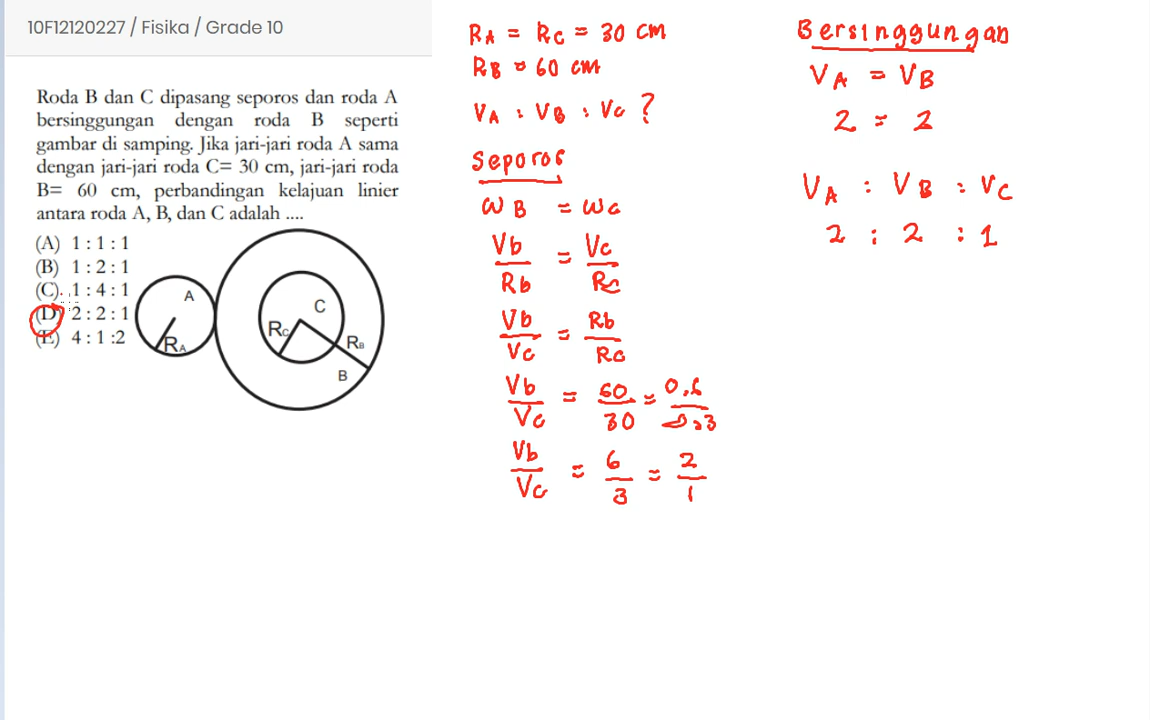 10F12120227 / Fisika / Grade 10
Roda B dan C dipasang seporos dan roda A
bersinggungan dengan roda B seperti
gambar di samping. Jika jari-jari roda A sama
dengan jari-jari roda C= 30 cm, jari-jari roda
B= 60 cm, perbandingan kelajuan linier
antara roda A, B, dan C adalah ....
(A) 1 : 1 : 1
(B) 1 : 2 : 1
(C). 1 : 4 : 1
(D) 2 : 2 : 1
(E) 4 : 1 :2
A
RA
C
RC
RB
B
RA = RC = 30 cm
RB = 60 cm
VA : VB : VC ?
Seporos
ωB = ωC
Vb/Rb = Vc/Rc
Vb/Vc = Rb/Rc
Vb/Vc = 60/30 = 0,6/0,3
Vb/Vc = 6/3 = 2/1
Bersinggungan
VA = VB
2 = 2
VA : VB : VC
2 : 2 : 1